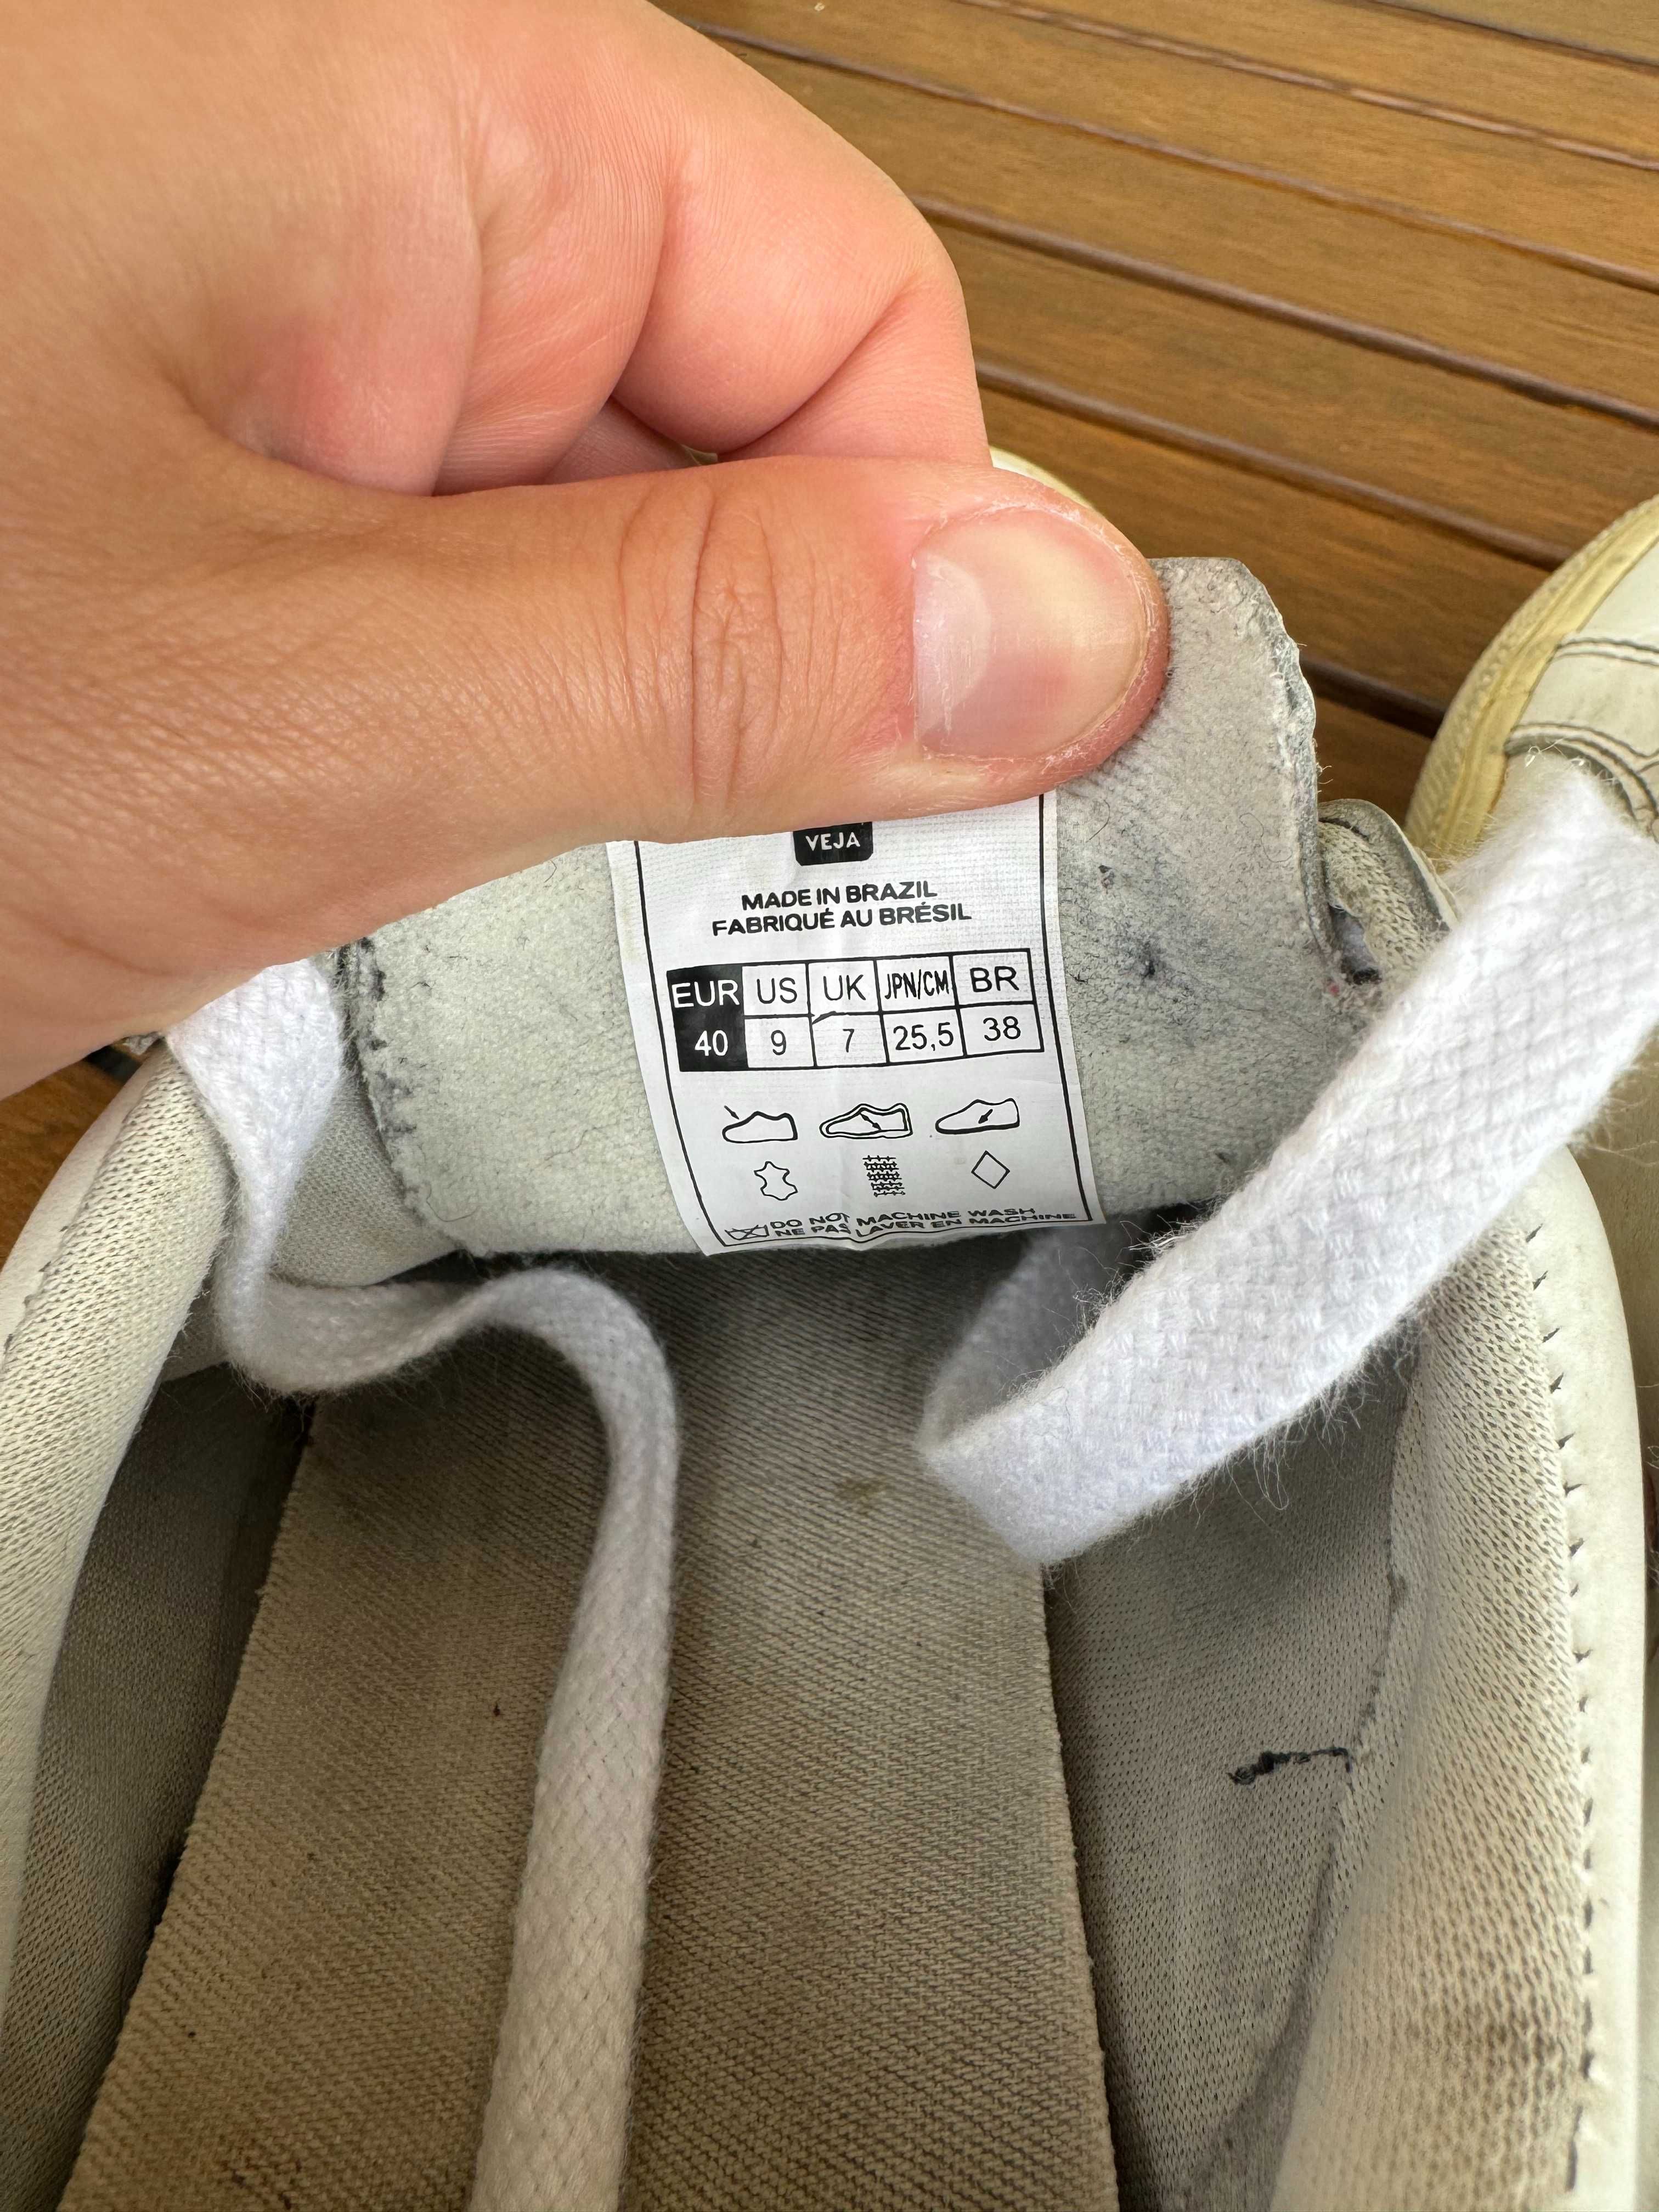 VEJA
MADE IN BRAZIL
FABRIQUÉ AU BRÉSIL
EUR US UK JPN/CM BR
40 9 7 25,5 38
DO NOT MACHINE WASH
NE PAS LAVER EN MACHINE